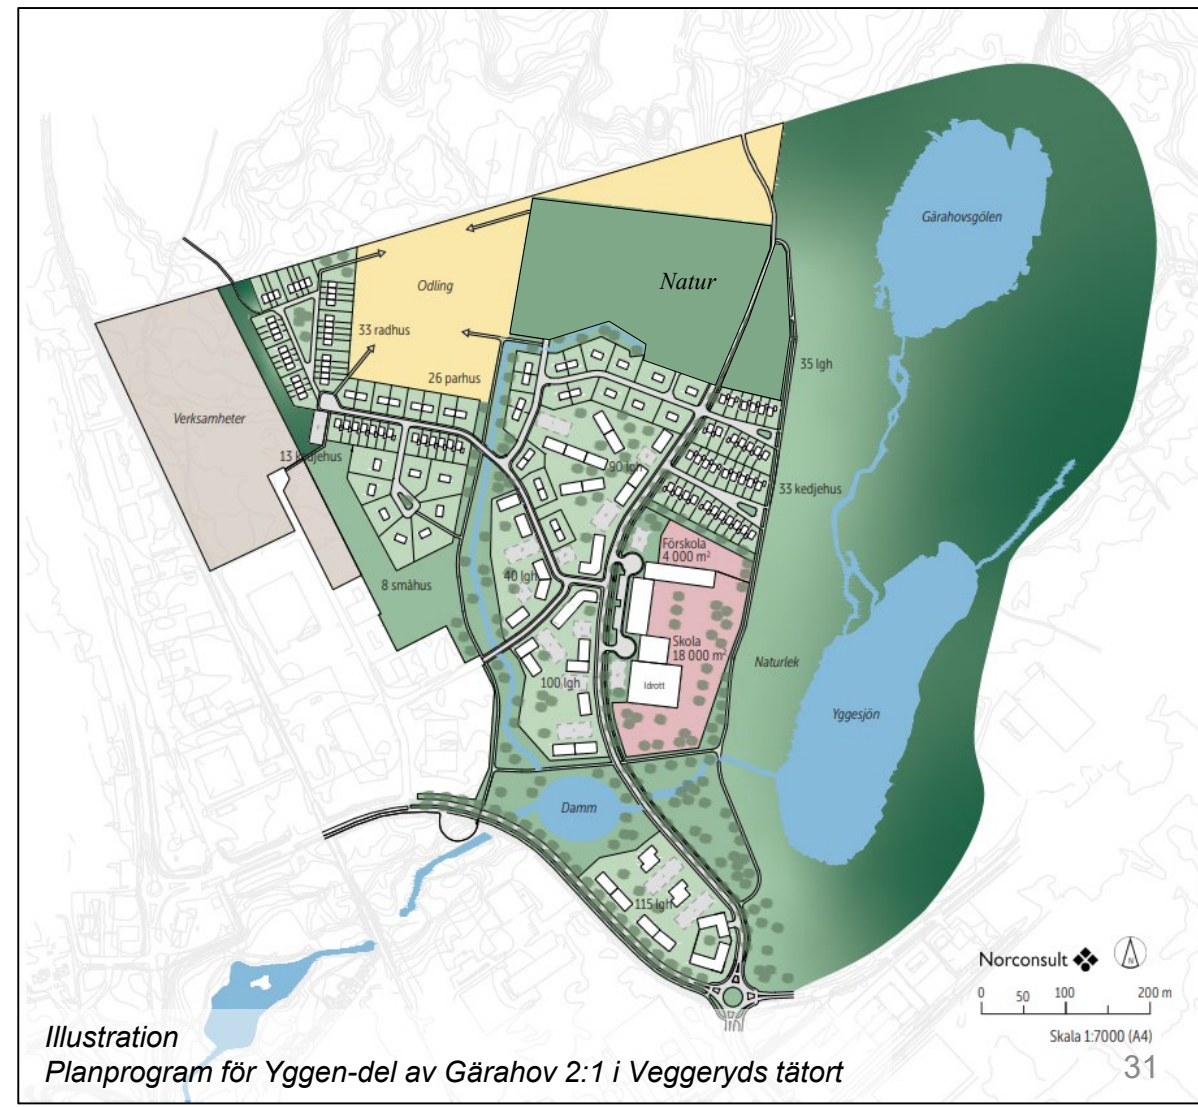 Gärahovsgölen
Natur
Odling
33 radhus
35 lgh
26 parhus
Verksamheter
13 kedjehus
90 lgh
33 kedjehus
Förskola
4 000 m²
40 lgh
8 småhus
Skola
18 000 m²
Naturlek
100 lgh
Idrott
Yggesjön
Damm
115 lgh
Norconsult
N
0 50 100 200 m
Skala 1:7000 (A4)
Illustration
Planprogram för Yggen-del av Gärahov 2:1 i Veggeryds tätort
31